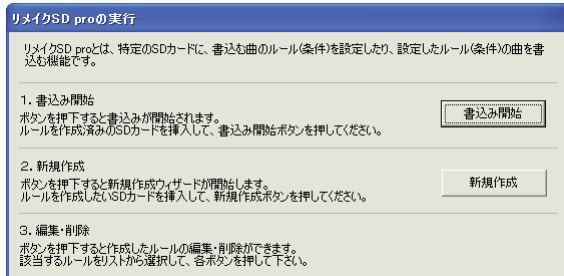 リメイクSD proの実行
リメイクSD proとは、特定のSDカードに、書込む曲のルール(条件)を設定したり、設定したルール(条件)の曲を書
込む機能です。
1. 書込み開始
ボタンを押下すると書込みが開始されます。
ルールを作成済みのSDカードを挿入して、書込み開始ボタンを押してください。
書込み開始
2. 新規作成
ボタンを押下すると新規作成ウィザードが開始します。
ルールを作成したいSDカードを挿入して、新規作成ボタンを押してください。
新規作成
3. 編集・削除
ボタンを押下すると作成したルールの編集・削除ができます。
該当するルールをリストから選択して、各ボタンを押して下さい。